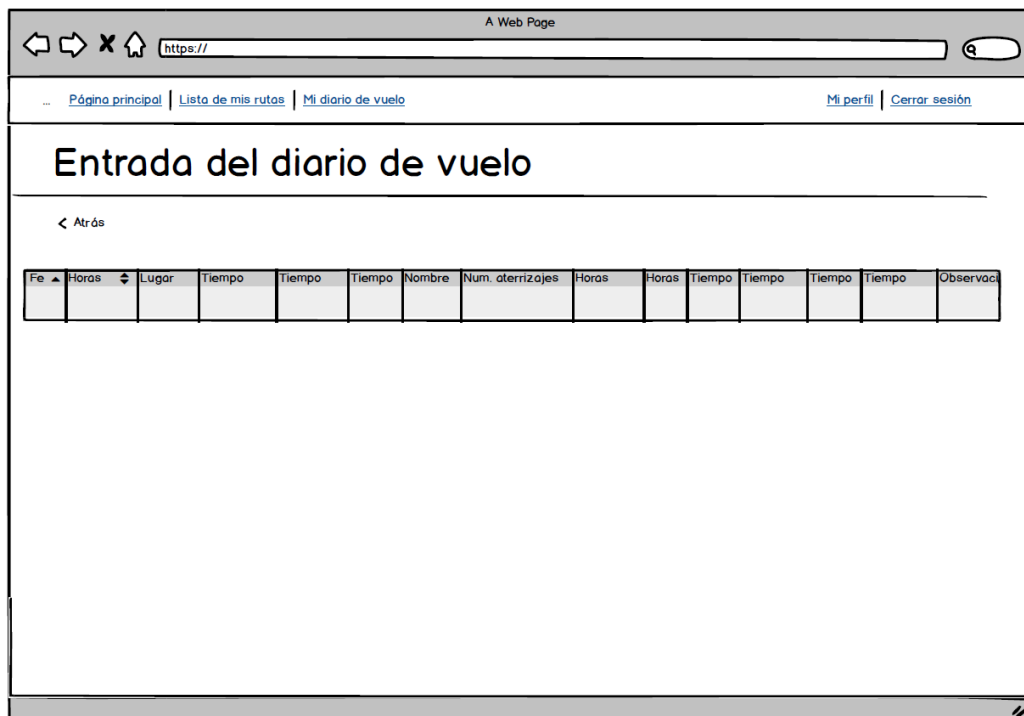 A Web Page
https://
... Página principal Lista de mis rutas Mi diario de vuelo Mi perfil Cerrar sesión
Entrada del diario de vuelo
Atrás
Fe Horas Lugar Tiempo Tiempo Tiempo Nombre Num. aterrizajes Horas Horas Tiempo Tiempo Tiempo Tiempo Observaci